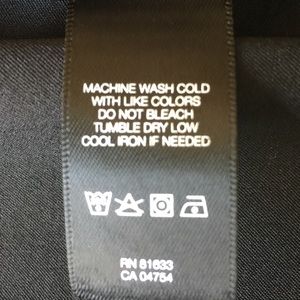 MACHINE WASH COLD
WITH LIKE COLORS
DO NOT BLEACH
TUMBLE DRY LOW
COOL IRON IF NEEDED
RN 81633
CA 04754